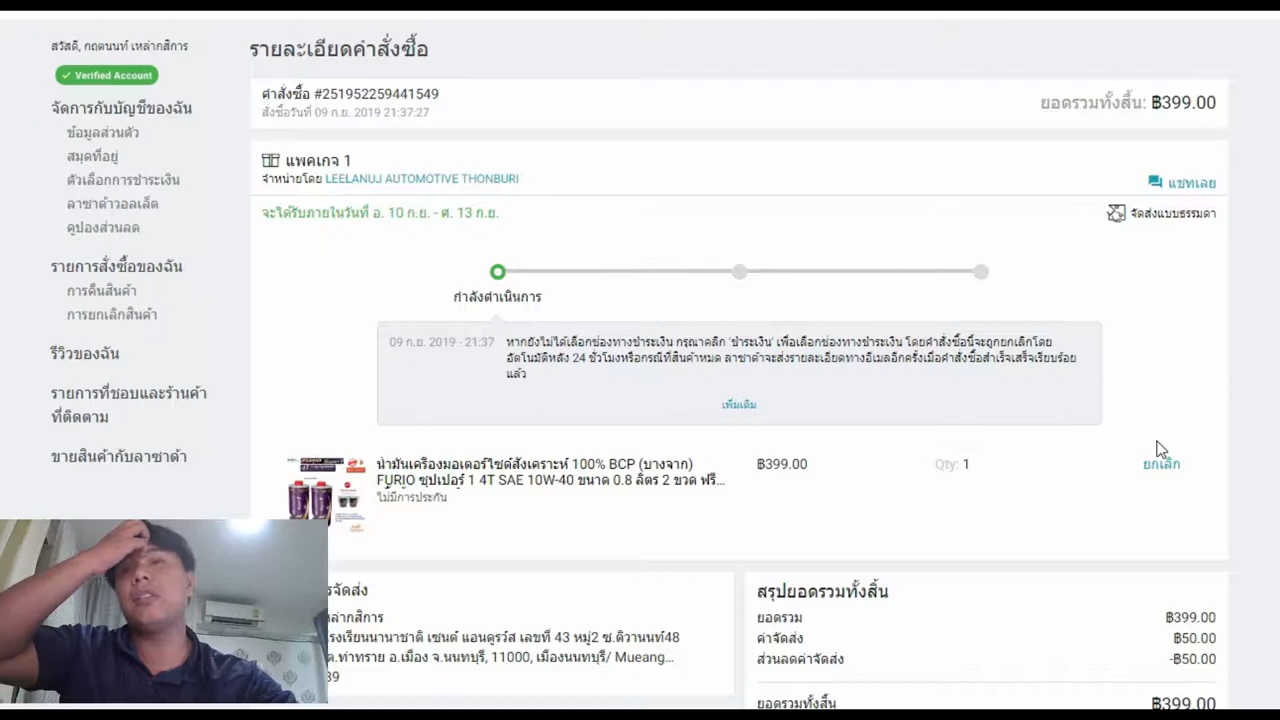 สวัสดี, กฤตนนท์ เหล่ากสิการ
Verified Account
จัดการกับบัญชีของฉัน
ข้อมูลส่วนตัว
สมุดที่อยู่
ตัวเลือกการชำระเงิน
ลาซาด้าวอลเล็ต
คูปองส่วนลด
รายการสั่งซื้อของฉัน
การคืนสินค้า
การยกเลิกสินค้า
รีวิวของฉัน
รายการที่ชอบและร้านค้า
ที่ติดตาม
ขายสินค้ากับลาซาด้า
รายละเอียดคำสั่งซื้อ
คำสั่งซื้อ #251952259441549
สั่งซื้อวันที่ 09 ก.ย. 2019 21:37:27
ยอดรวมทั้งสิ้น: ฿399.00
แพคเกจ 1
จำหน่ายโดย LEELANUJ AUTOMOTIVE THONBURI
แชทเลย
จะได้รับภายในวันที่ อ. 10 ก.ย. - ศ. 13 ก.ย.
จัดส่งแบบธรรมดา
กำลังดำเนินการ
09 ก.ย. 2019 - 21:37 หากยังไม่ได้เลือกช่องทางชำระเงิน กรุณาคลิก 'ชำระเงิน' เพื่อเลือกช่องทางชำระเงิน โดยคำสั่งซื้อนี้จะถูกยกเลิกโดย
อัตโนมัติหลัง 24 ชั่วโมงหรือกรณีที่สินค้าหมด ลาซาด้าจะส่งรายละเอียดทางอีเมลอีกครั้งเมื่อคำสั่งซื้อสำเร็จเสร็จเรียบร้อย
แล้ว
เพิ่มเติม
น้ำมันเครื่องมอเตอร์ไซด์สังเคราะห์ 100% BCP (บางจาก)
FURIO ซุปเปอร์ 1 4T SAE 10W-40 ขนาด 0.8 ลิตร 2 ขวด ฟรี...
ไม่มีการประกัน
฿399.00
Qty: 1
ยกเลิก
จัดส่ง
ล่ากสิการ
รงเรียนนานาชาติ เซนต์ แอนดรูว์ส เลขที่ 43 หมู่2 ซ.ติวานนท์48
ต.ท่าทราย อ.เมือง จ.นนทบุรี, 11000, เมืองนนทบุรี/ Mueang...
39
สรุปยอดรวมทั้งสิ้น
ยอดรวม ฿399.00
ค่าจัดส่ง ฿50.00
ส่วนลดค่าจัดส่ง -฿50.00
ยอดรวมทั้งสิ้น ฿399.00